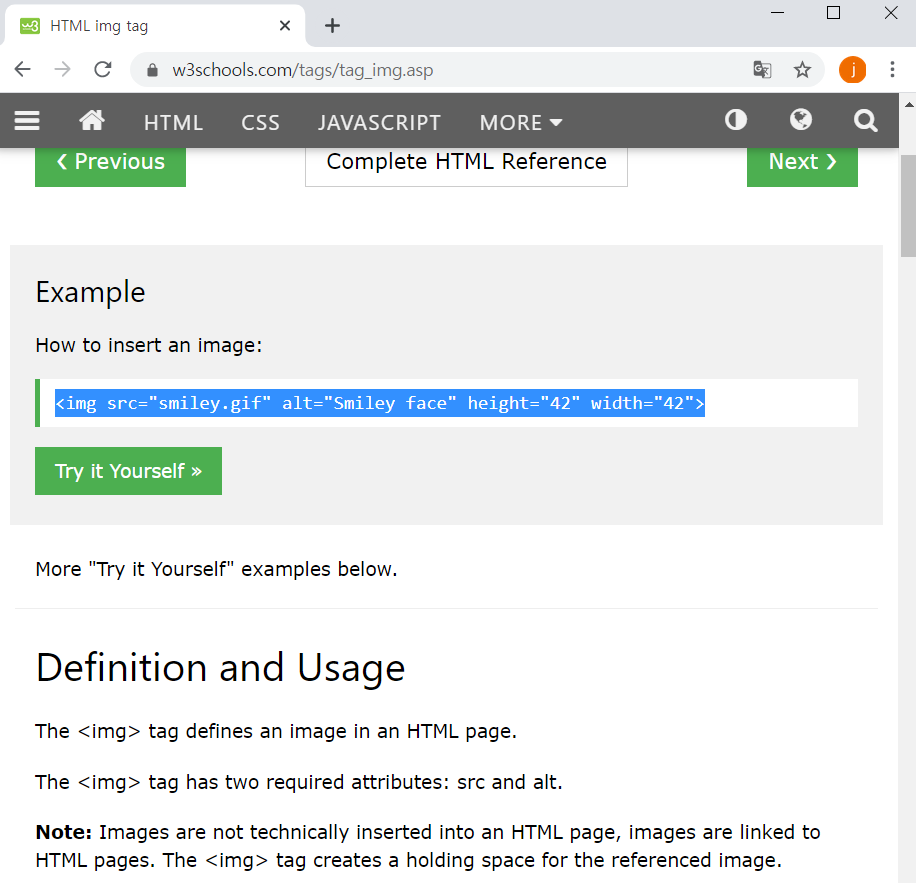 HTML img tag
w3schools.com/tags/tag_img.asp
j
HTML CSS JAVASCRIPT MORE
❮ Previous Complete HTML Reference Next ❯
Example
How to insert an image:
<img src="smiley.gif" alt="Smiley face" height="42" width="42">
Try it Yourself »
More "Try it Yourself" examples below.
Definition and Usage
The <img> tag defines an image in an HTML page.
The <img> tag has two required attributes: src and alt.
Note: Images are not technically inserted into an HTML page, images are linked to
HTML pages. The <img> tag creates a holding space for the referenced image.